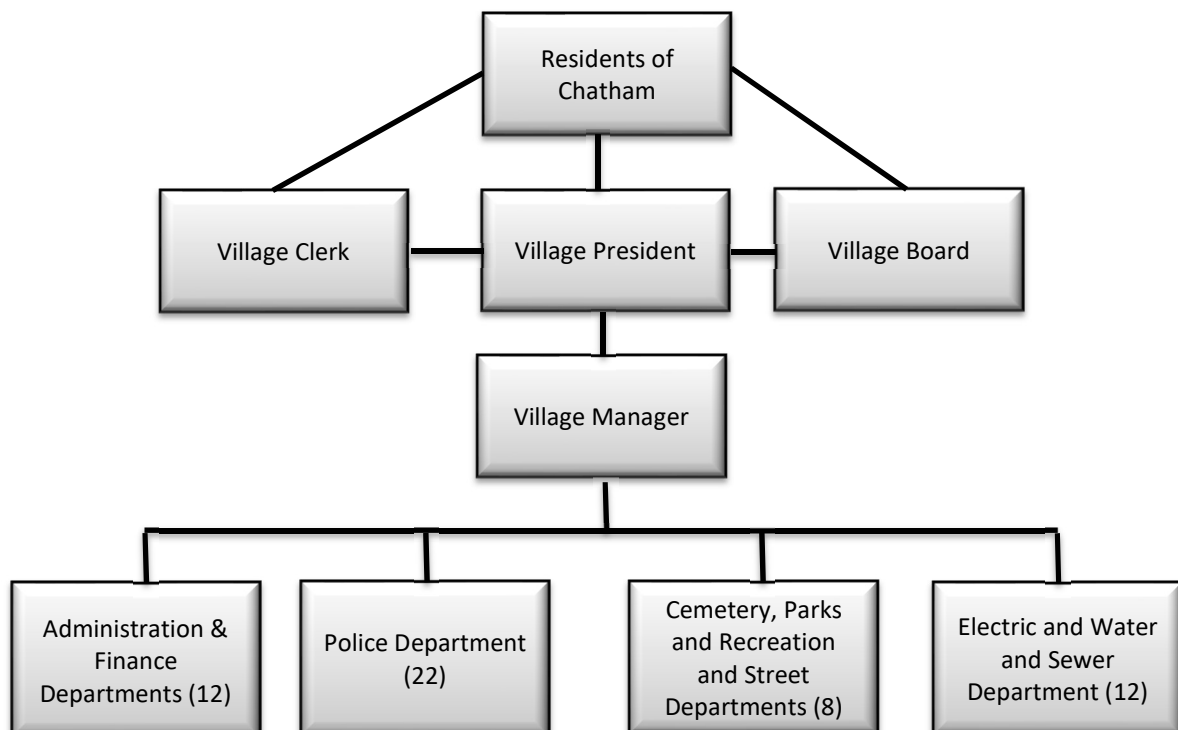 Residents of
Chatham
Village Clerk
Village President
Village Board
Village Manager
Administration &
Finance
Departments (12)
Police Department
(22)
Cemetery, Parks
and Recreation
and Street
Departments (8)
Electric and Water
and Sewer
Department (12)